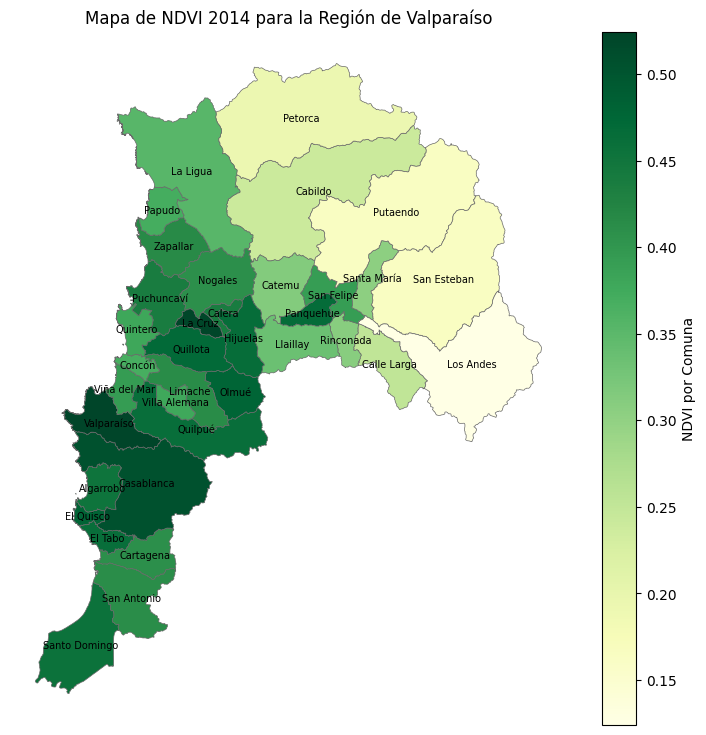 Mapa de NDVI 2014 para la Región de Valparaíso
Petorca
La Ligua
Cabildo
Papudo
Putaendo
Zapallar
Nogales
Catemu
Santa María
San Esteban
Puchuncaví
San Felipe
Calera
Panquehue
La Cruz
Quintero
Hijuelas
Rinconada
Llaillay
Quillota
Concón
Calle Larga
Los Andes
Viña del Mar
Limache
Olmué
Villa Alemana
Valparaíso
Quilpué
Casablanca
Algarrobo
El Quisco
El Tabo
Cartagena
San Antonio
Santo Domingo
0.50
0.45
0.40
0.35
0.30
0.25
0.20
0.15
NDVI por Comuna